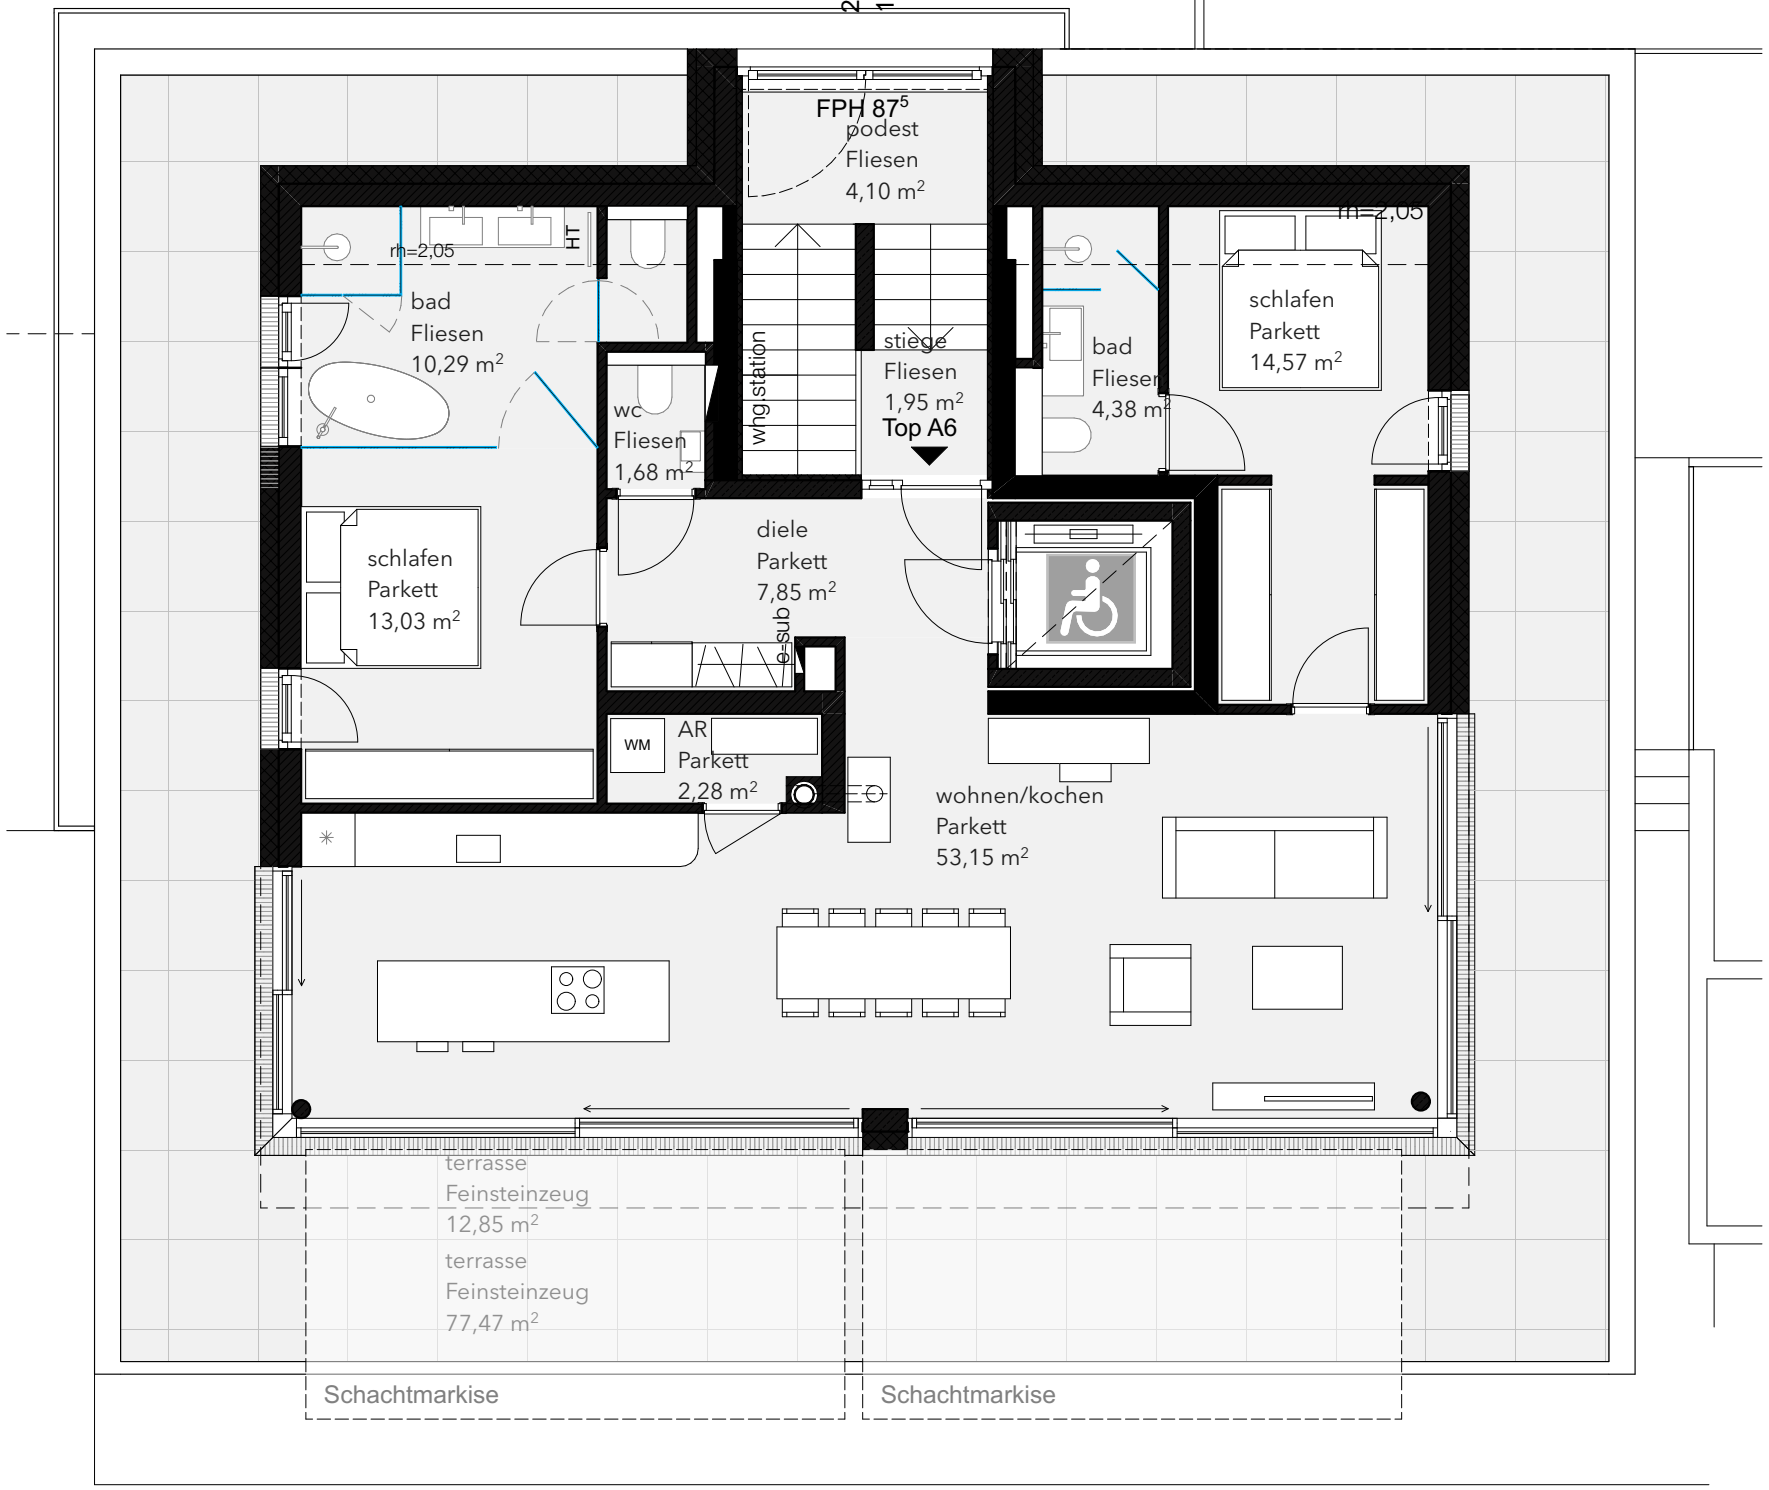 2
1
FPH 87⁵
podest
Fliesen
4,10 m²
rh=2,05
HT
bad
Fliesen
10,29 m²
wc
Fliesen
1,68 m²
whg.station
stiege
Fliesen
1,95 m²
Top A6
bad
Fliesen
4,38 m²
rh=2,05
schlafen
Parkett
14,57 m²
schlafen
Parkett
13,03 m²
diele
Parkett
7,85 m²
e-sub
WM
AR
Parkett
2,28 m²
wohnen/kochen
Parkett
53,15 m²
terrasse
Feinsteinzeug
12,85 m²
terrasse
Feinsteinzeug
77,47 m²
Schachtmarkise
Schachtmarkise